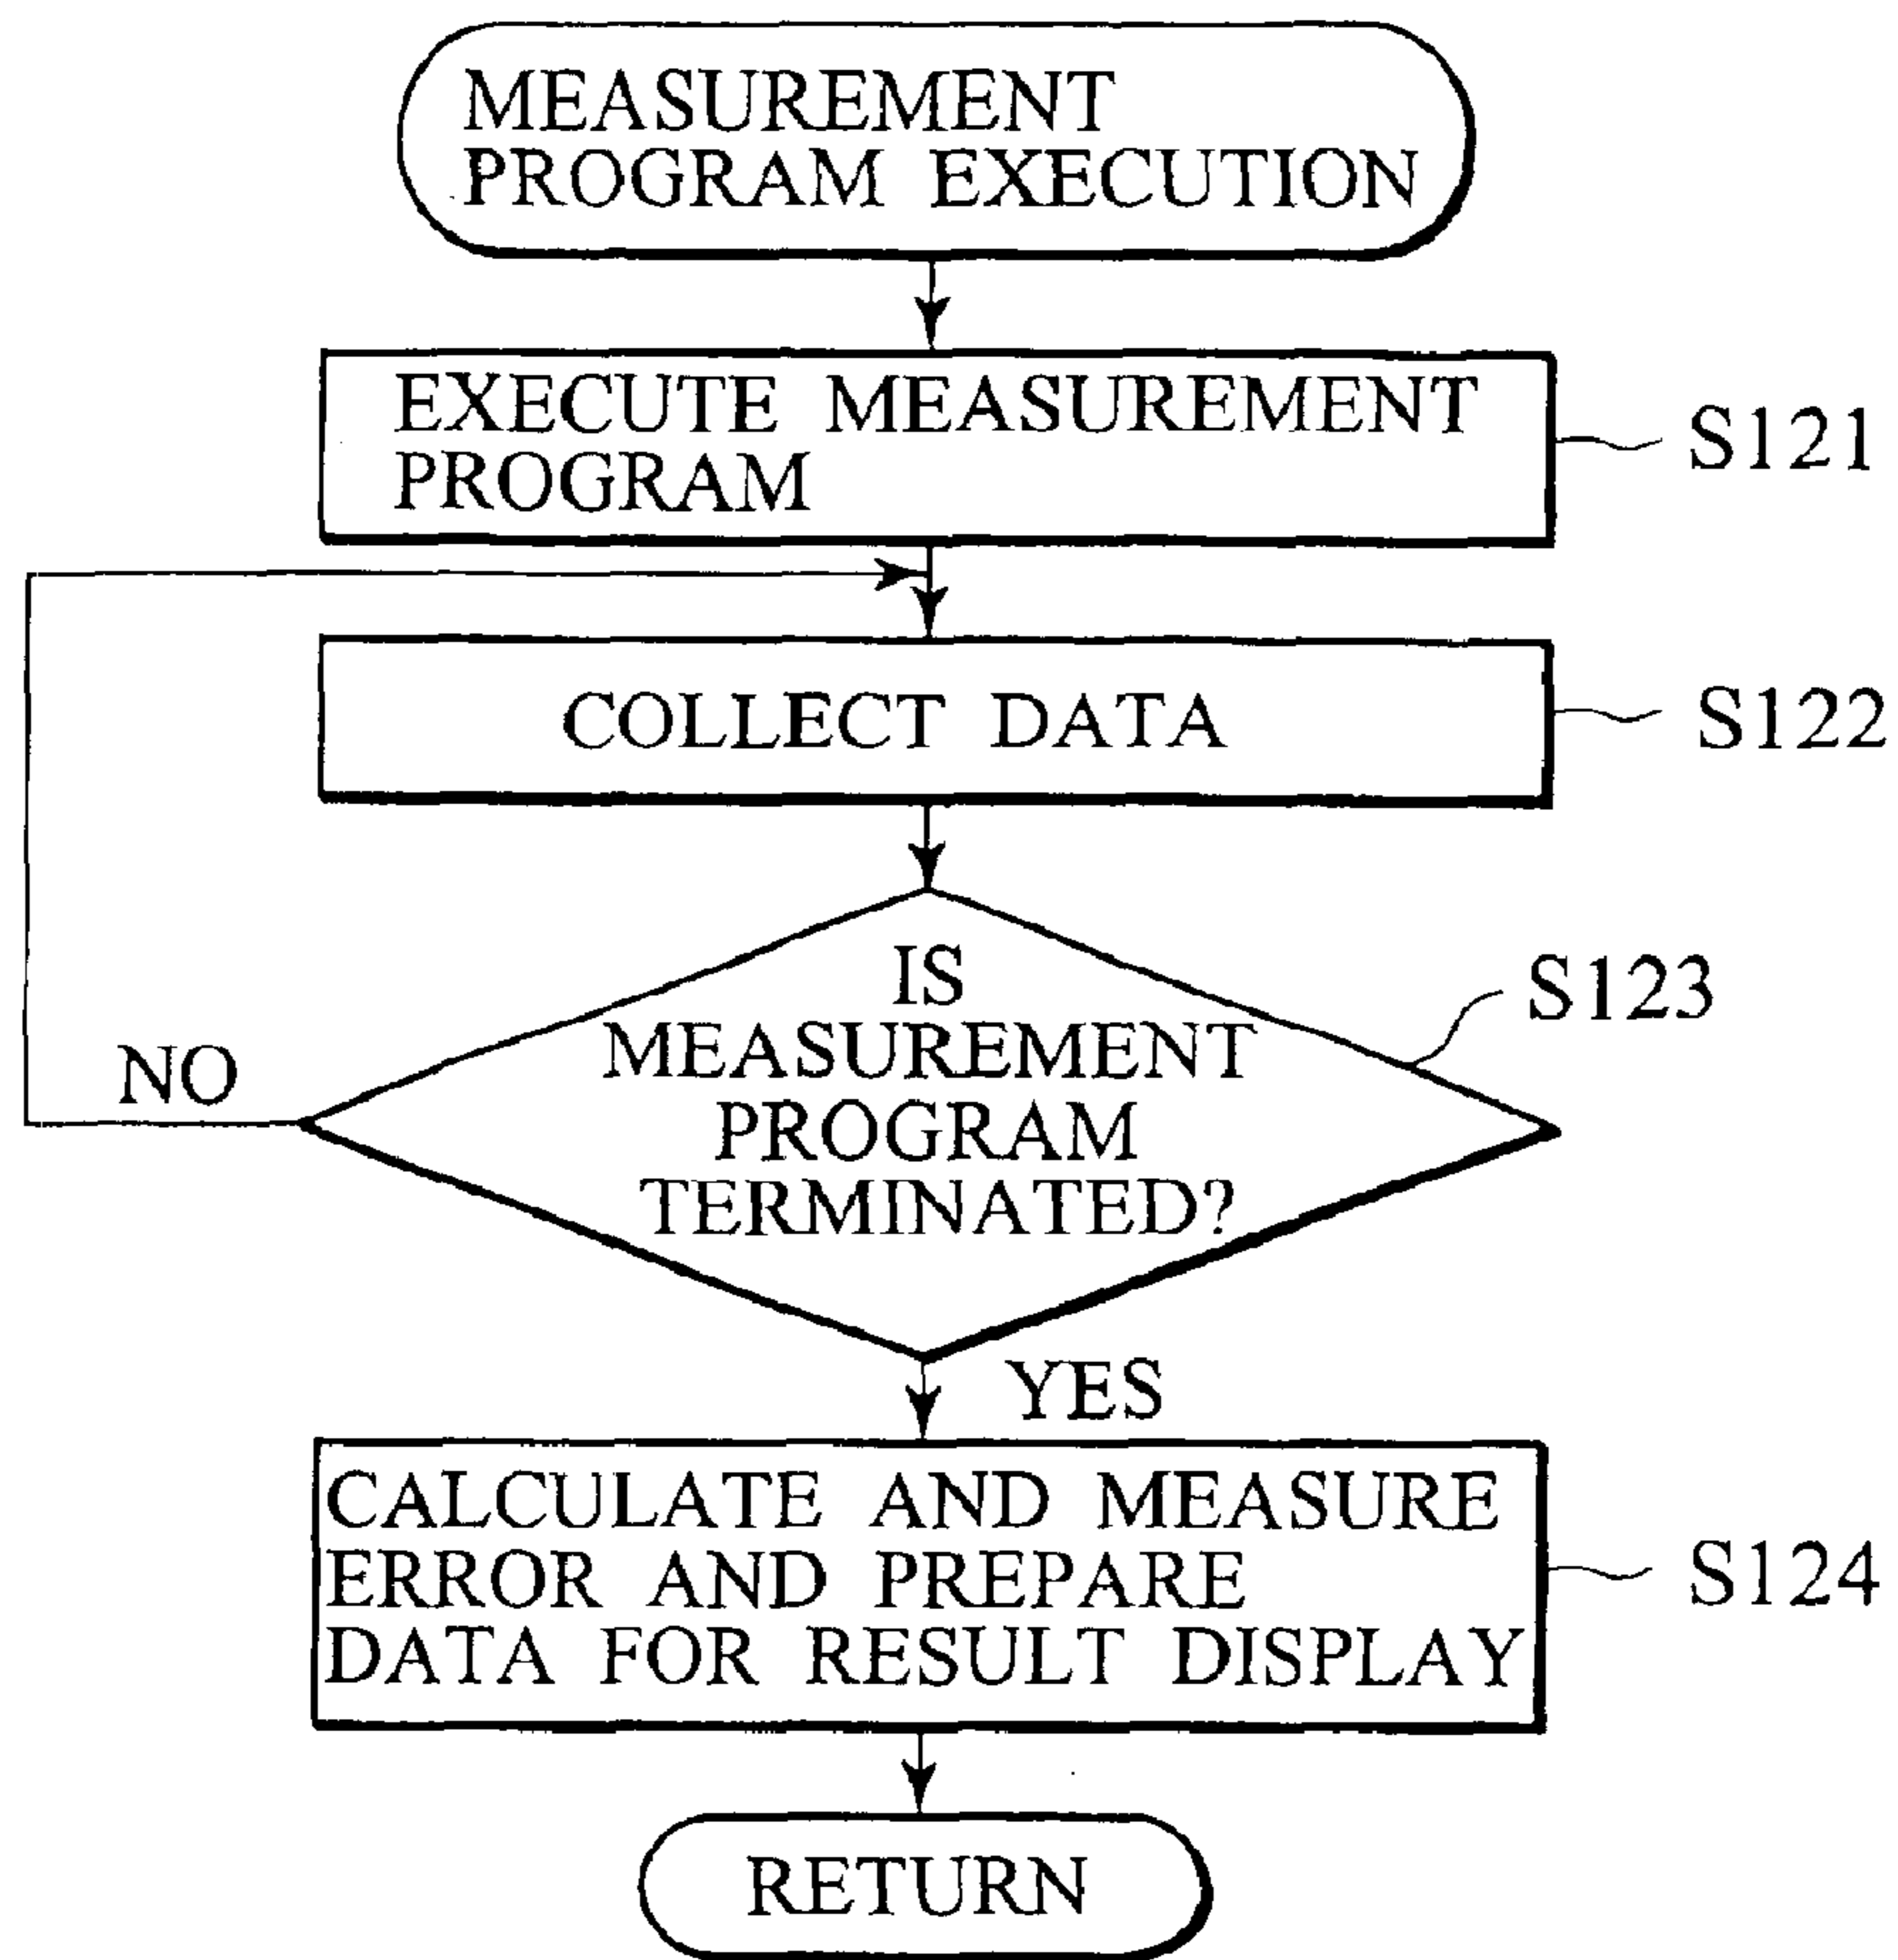 MEASUREMENT
PROGRAM EXECUTION
EXECUTE MEASUREMENT
PROGRAM
S121
COLLECT DATA
S122
IS
MEASUREMENT
PROGRAM
TERMINATED?
S123
NO
YES
CALCULATE AND MEASURE
ERROR AND PREPARE
DATA FOR RESULT DISPLAY
S124
RETURN